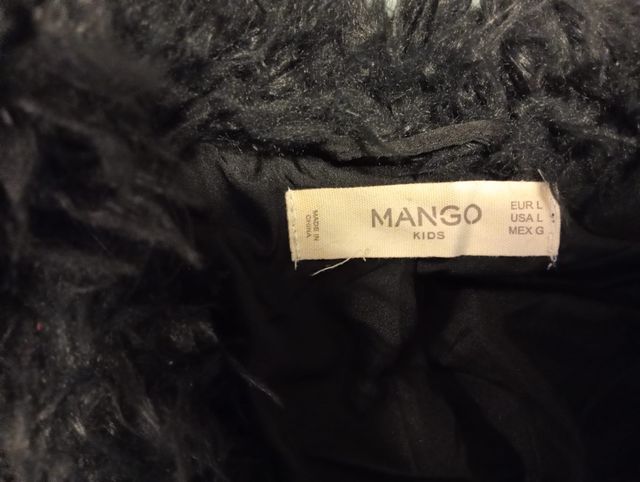 MADE IN
CHINA
MANGO
KIDS
EUR L
USA L
MEX G